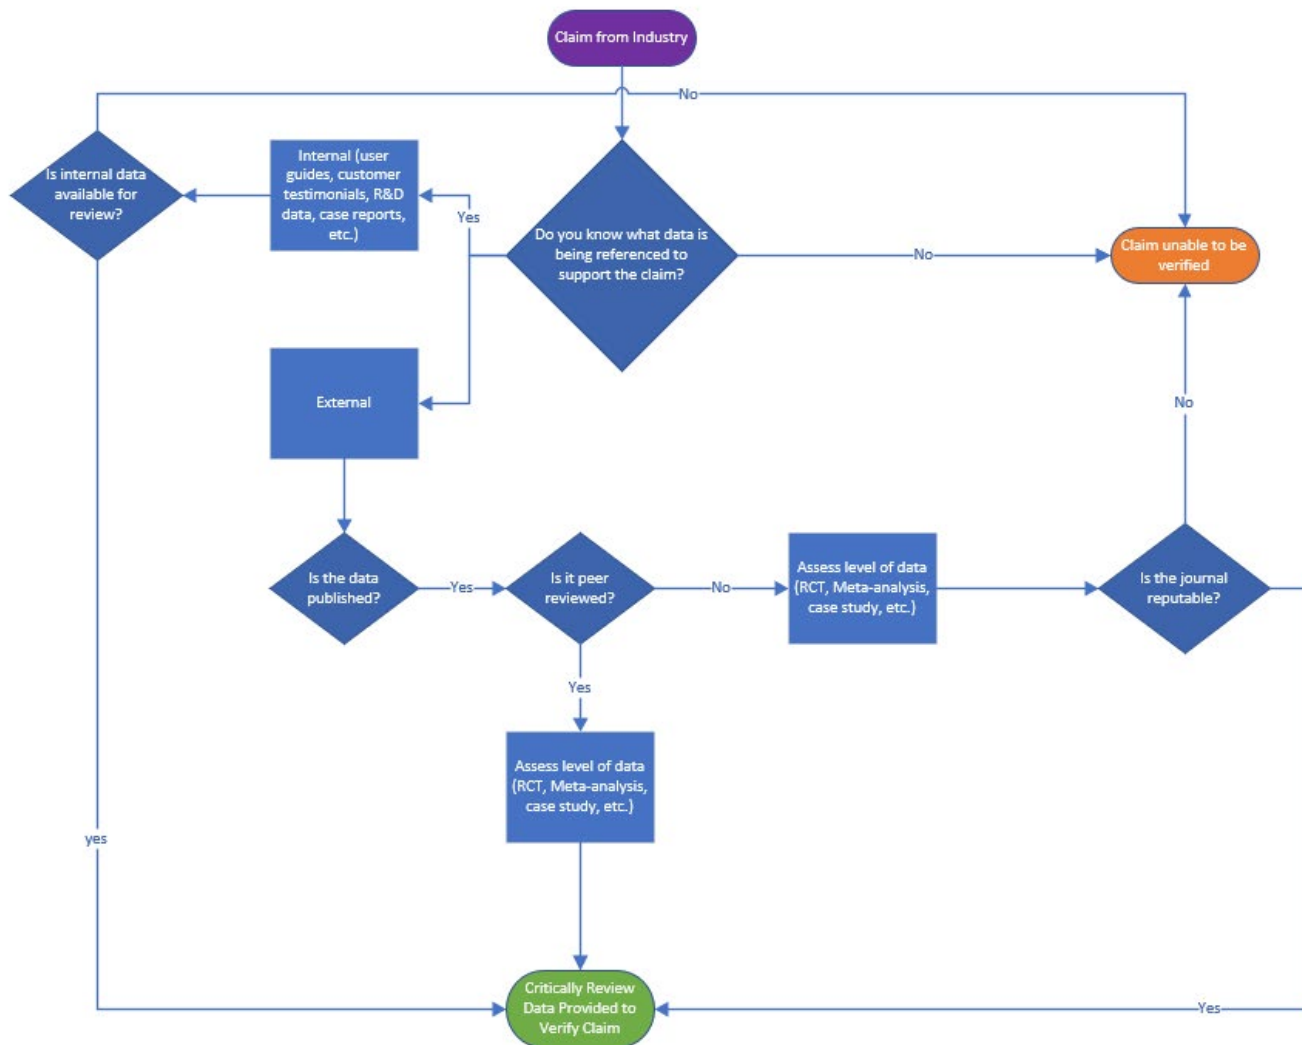 Claim from Industry
No
Is internal data
available for
review?
Internal (user
guides, customer
testimonials, R&D
data, case reports,
etc.)
Yes
Do you know what data is
being referenced to
support the claim?
No
Claim unable to be
verified
External
No
Is the data
published?
Yes
Is it peer
reviewed?
No
Assess level of data
(RCT, Meta-analysis,
case study, etc.)
Is the journal
reputable?
Yes
Assess level of data
(RCT, Meta-analysis,
case study, etc.)
yes
Critically Review
Data Provided to
Verify Claim
Yes